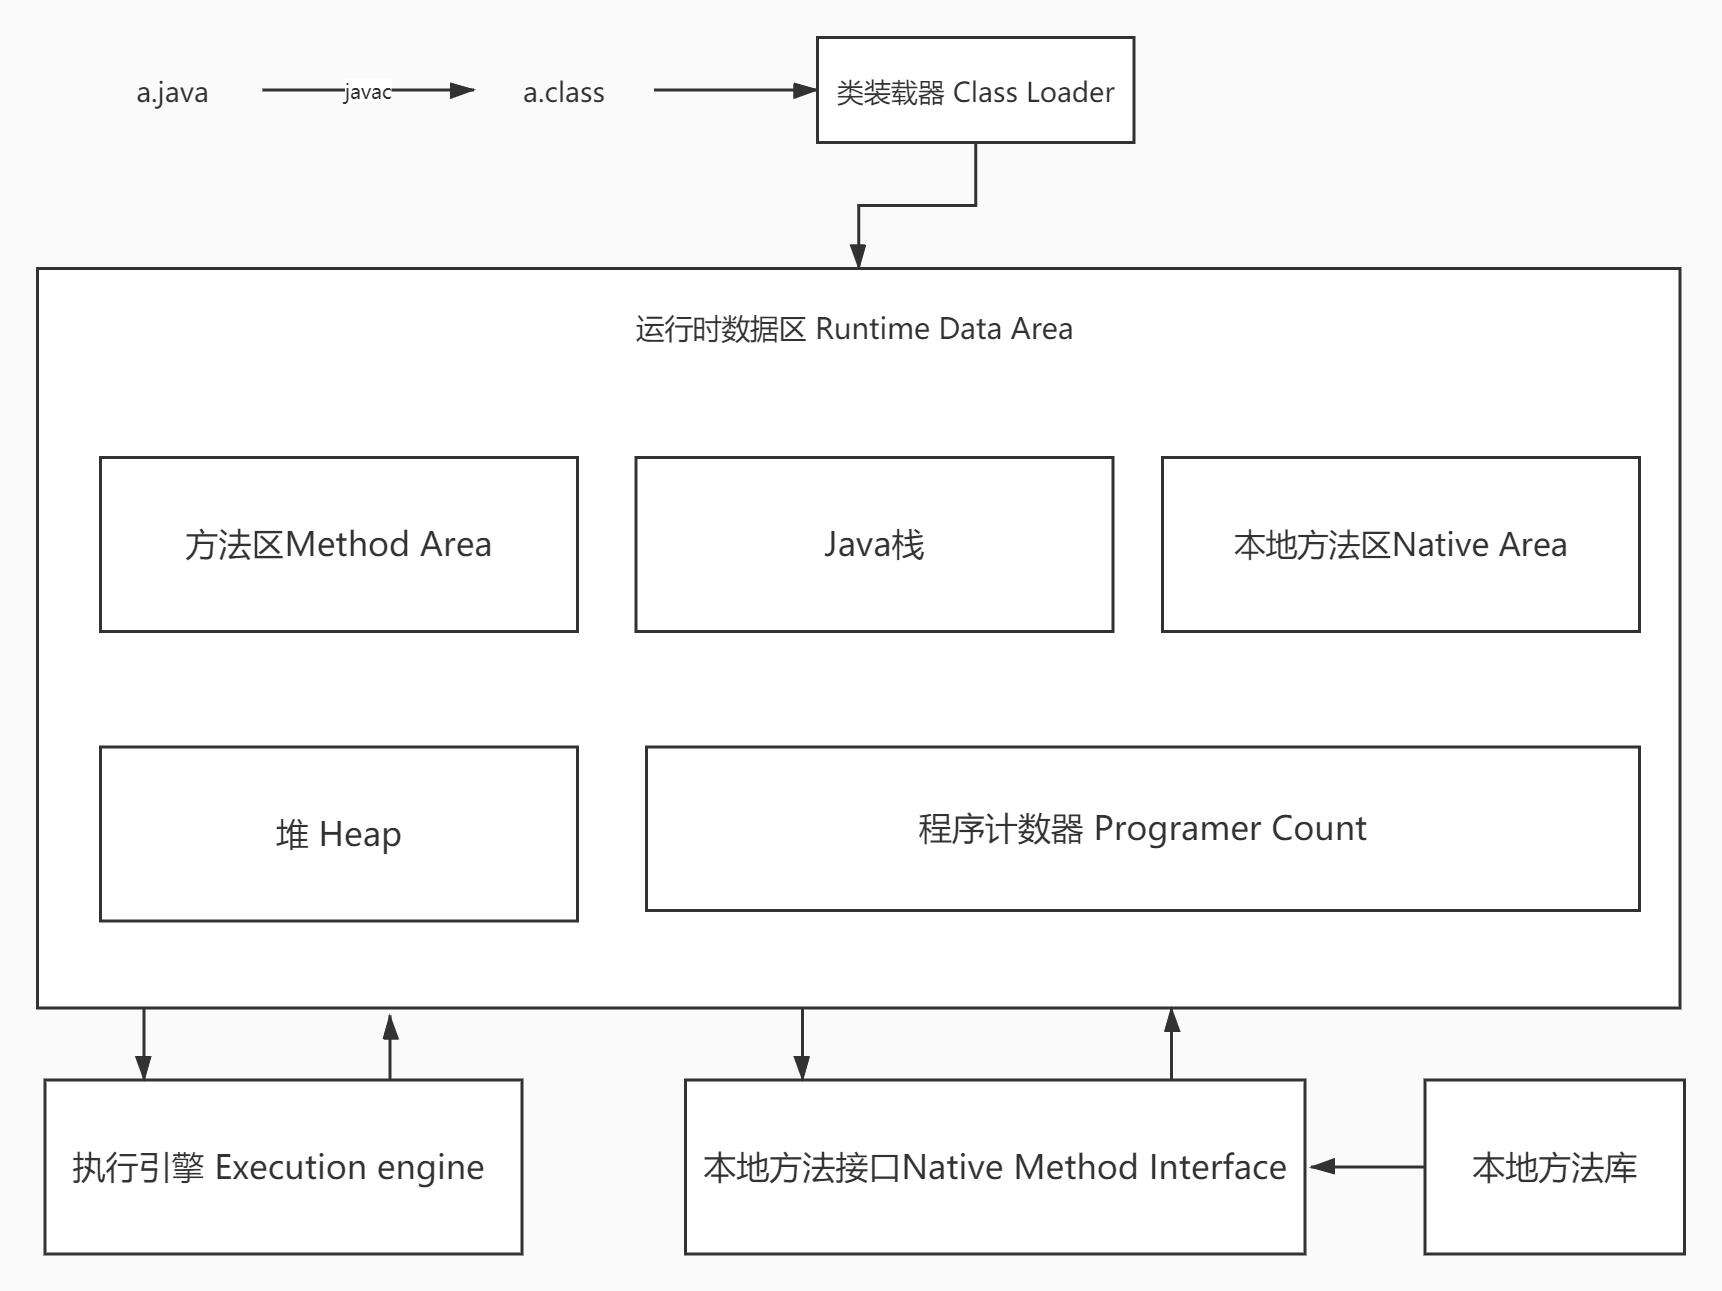 a.java
javac
a.class
类装载器 Class Loader
运行时数据区 Runtime Data Area
方法区Method Area
Java栈
本地方法区Native Area
堆 Heap
程序计数器 Programer Count
执行引擎 Execution engine
本地方法接口Native Method Interface
本地方法库